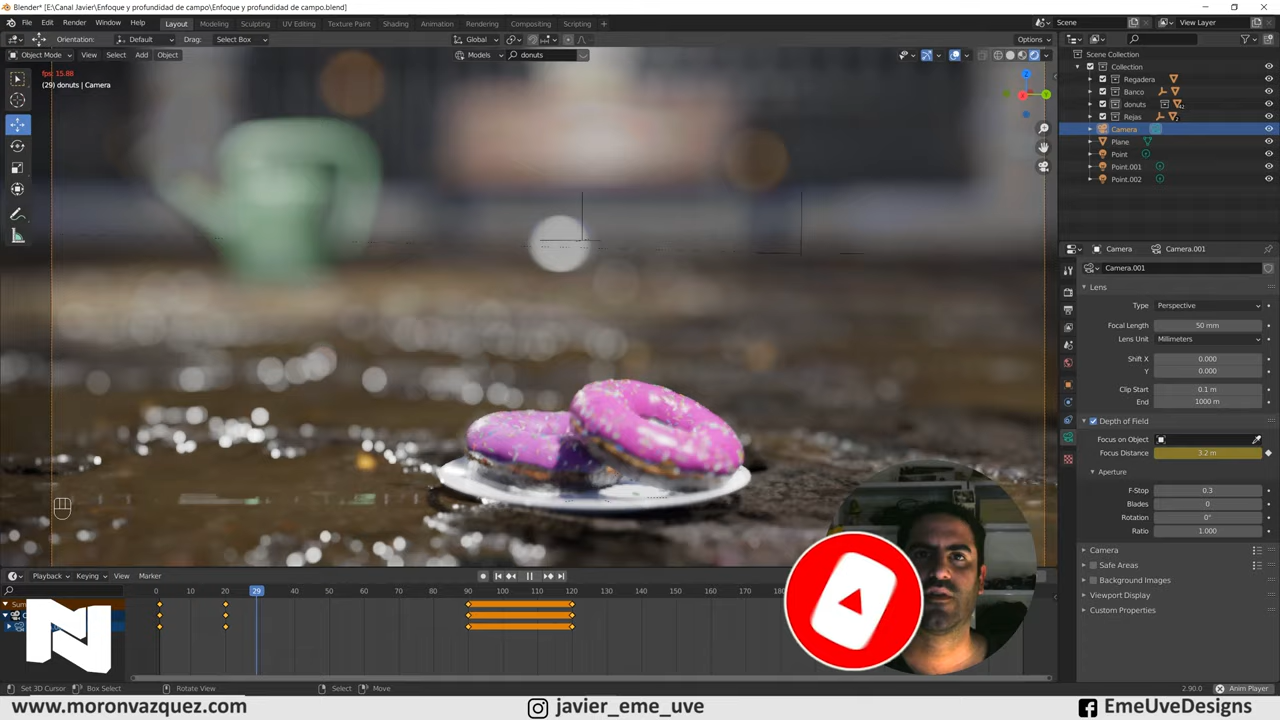 Blender* [E:\Canal Javier\Enfoque y profundidad de campo\Enfoque y profundidad de campo.blend]
File Edit Render Window Help Layout Modeling Sculpting UV Editing Texture Paint Shading Animation Rendering Compositing Scripting + Scene View Layer
Orientation: Default Drag: Select Box Global Options
Object Mode View Select Add Object Models donuts
fps: 15.88
(29) donuts | Camera
Scene Collection
Collection
Regadera
Banco
donuts
Rejas
Camera
Plane
Point
Point.001
Point.002
Camera Camera.001
Camera.001
Lens
Type Perspective
Focal Length 50 mm
Lens Unit Millimeters
Shift X 0.000
Y 0.000
Clip Start 0.1 m
End 1000 m
Depth of Field
Focus on Object
Focus Distance 3.2 m
Aperture
F-Stop 0.3
Blades 0
Rotation 0°
Ratio 1.000
Camera
Safe Areas
Background Images
Viewport Display
Custom Properties
Playback Keying View Marker
1 10 20 29 40 50 60 70 80 90 100 110 120 130 140 150 160 170
N
Set 3D Cursor Box Select Rotate View Select Move 2.90.0 Anim Player
www.moronvazquez.com javier_eme_uve EmeUveDesigns